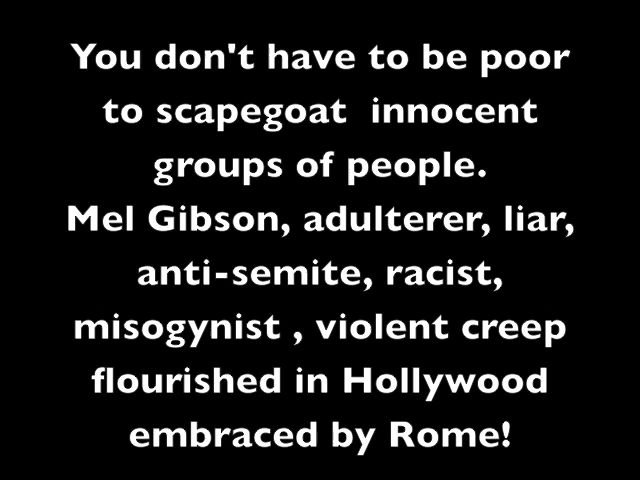 You don't have to be poor
to scapegoat  innocent
groups of people.
Mel Gibson, adulterer, liar,
anti-semite, racist,
misogynist , violent creep
flourished in Hollywood
embraced by Rome!